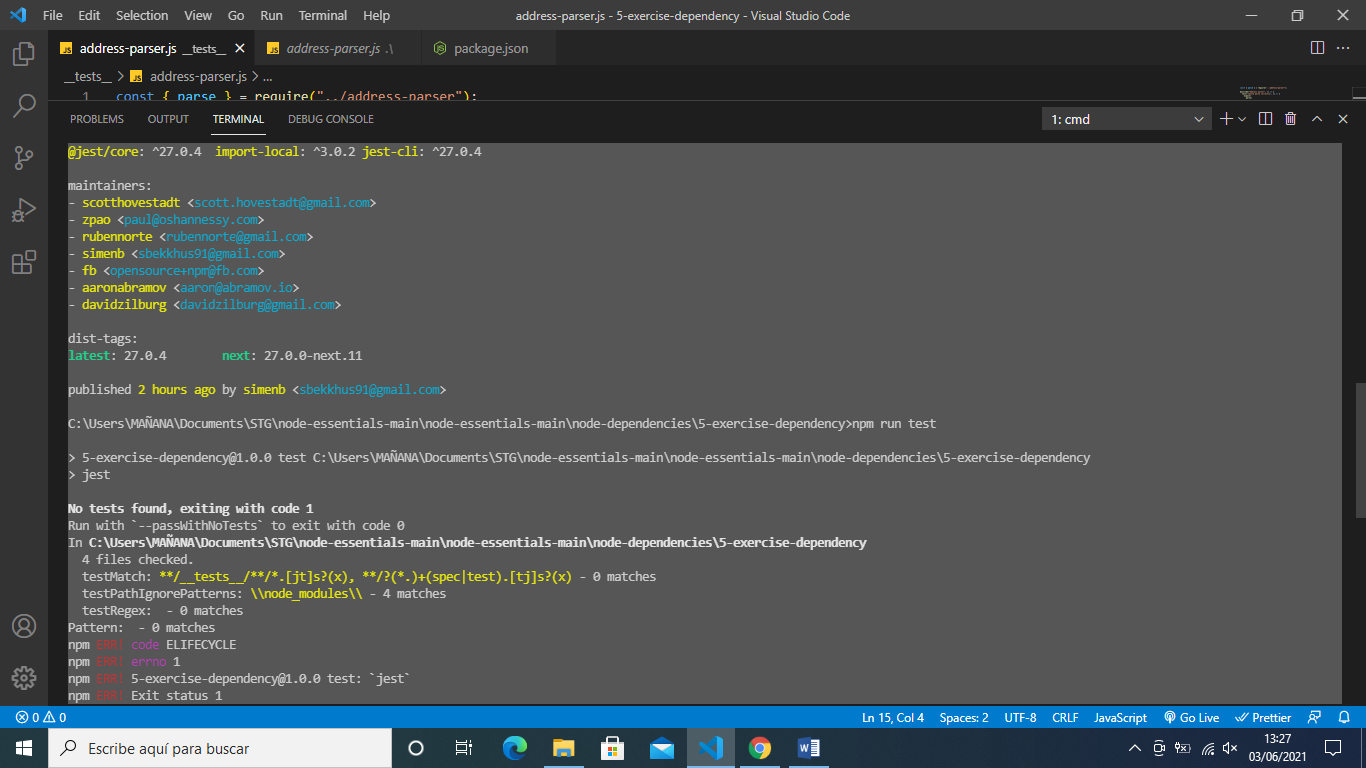 File Edit Selection View Go Run Terminal Help address-parser.js - 5-exercise-dependency - Visual Studio Code
address-parser.js __tests__ address-parser.js .\ package.json
__tests__ > address-parser.js > ...
1 const { parse } = require("../address-parser");
PROBLEMS OUTPUT TERMINAL DEBUG CONSOLE 1: cmd
@jest/core: ^27.0.4 import-local: ^3.0.2 jest-cli: ^27.0.4
maintainers:
- scotthovestadt <scott.hovestadt@gmail.com>
- zpao <paul@oshannessy.com>
- rubennorte <rubennorte@gmail.com>
- simenb <sbekkhus91@gmail.com>
- fb <opensource+npm@fb.com>
- aaronabramov <aaron@abramov.io>
- davidzilburg <davidzilburg@gmail.com>
dist-tags:
latest: 27.0.4 next: 27.0.0-next.11
published 2 hours ago by simenb <sbekkhus91@gmail.com>
C:\Users\MAÑANA\Documents\STG\node-essentials-main\node-essentials-main\node-dependencies\5-exercise-dependency>npm run test
> 5-exercise-dependency@1.0.0 test C:\Users\MAÑANA\Documents\STG\node-essentials-main\node-essentials-main\node-dependencies\5-exercise-dependency
> jest
No tests found, exiting with code 1
Run with `--passWithNoTests` to exit with code 0
In C:\Users\MAÑANA\Documents\STG\node-essentials-main\node-essentials-main\node-dependencies\5-exercise-dependency
4 files checked.
testMatch: **/__tests__/**/*.[jt]s?(x), **/?(*.)+(spec|test).[tj]s?(x) - 0 matches
testPathIgnorePatterns: \\node_modules\\ - 4 matches
testRegex:  - 0 matches
Pattern:  - 0 matches
npm ERR! code ELIFECYCLE
npm ERR! errno 1
npm ERR! 5-exercise-dependency@1.0.0 test: `jest`
npm ERR! Exit status 1
0 0 Ln 15, Col 4 Spaces: 2 UTF-8 CRLF JavaScript Go Live Prettier
Escribe aquí para buscar 13:27
03/06/2021